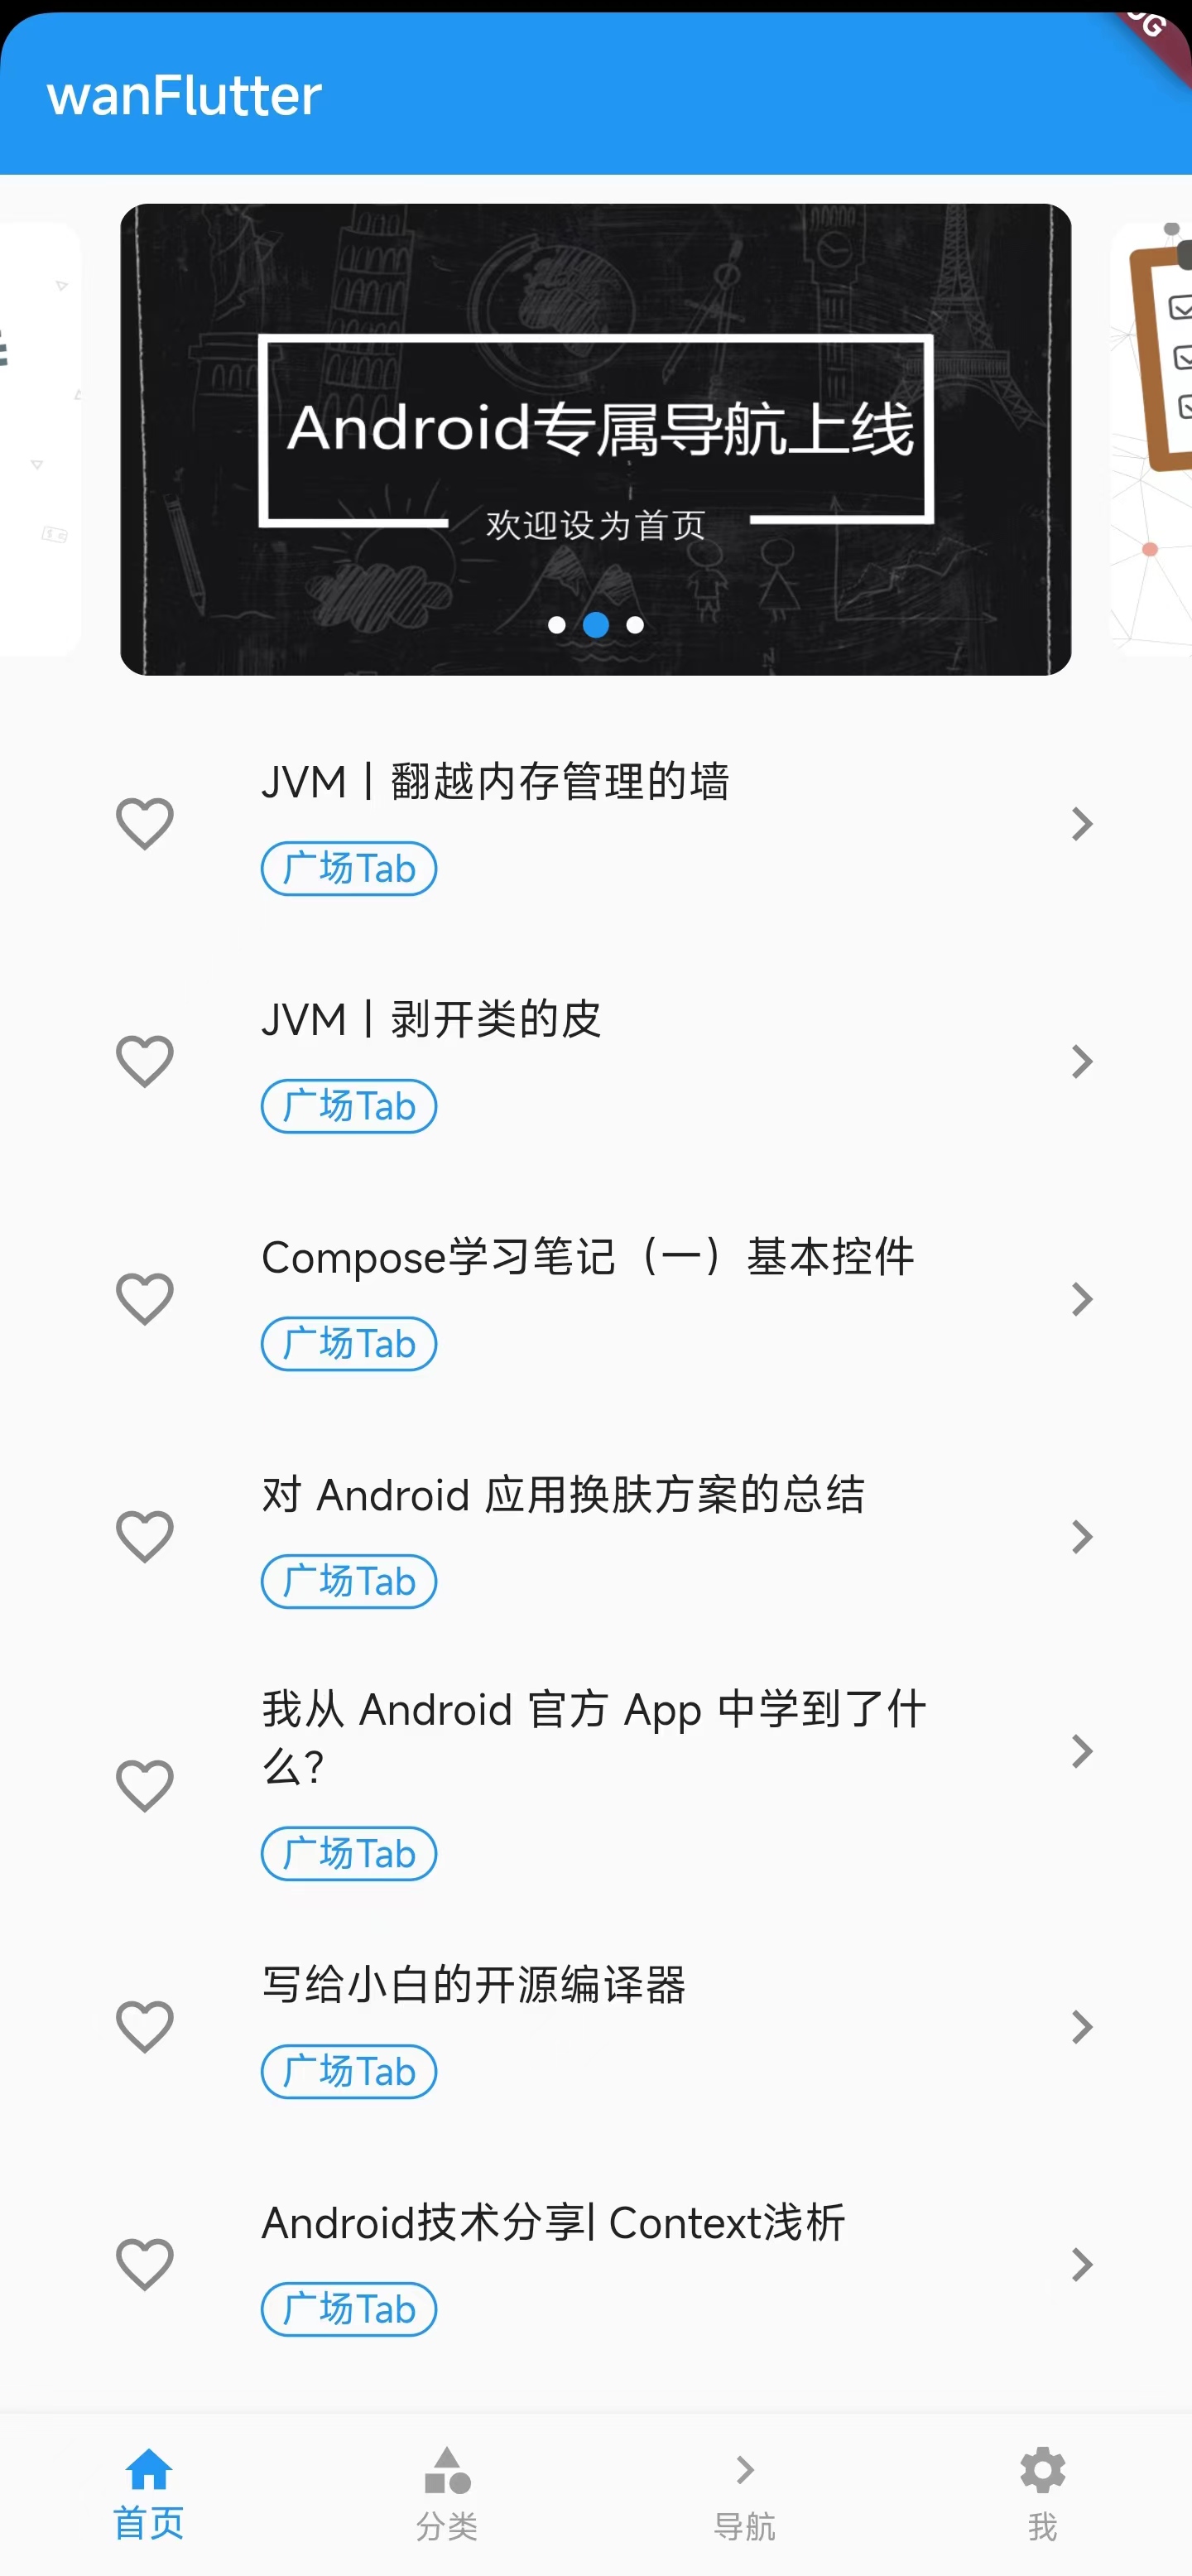 wanFlutter
Android专属导航上线
欢迎设为首页
JVM丨翻越内存管理的墙
广场Tab
JVM丨剥开类的皮
广场Tab
Compose学习笔记（一）基本控件
广场Tab
对 Android 应用换肤方案的总结
广场Tab
我从 Android 官方 App 中学到了什
么?
广场Tab
写给小白的开源编译器
广场Tab
Android技术分享| Context浅析
广场Tab
首页
分类
导航
我